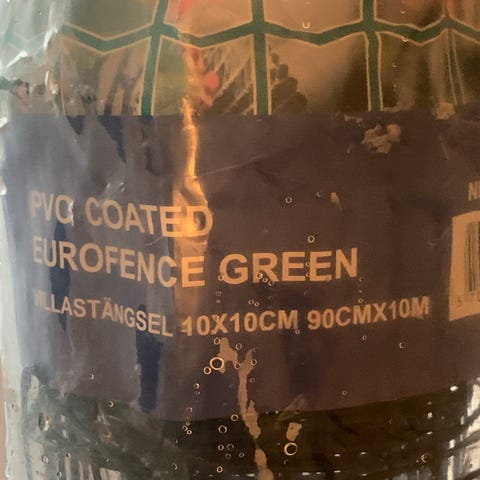 PVC COATED
EUROFENCE GREEN
VILLASTÄNGSEL 10X10CM 90CMX10M